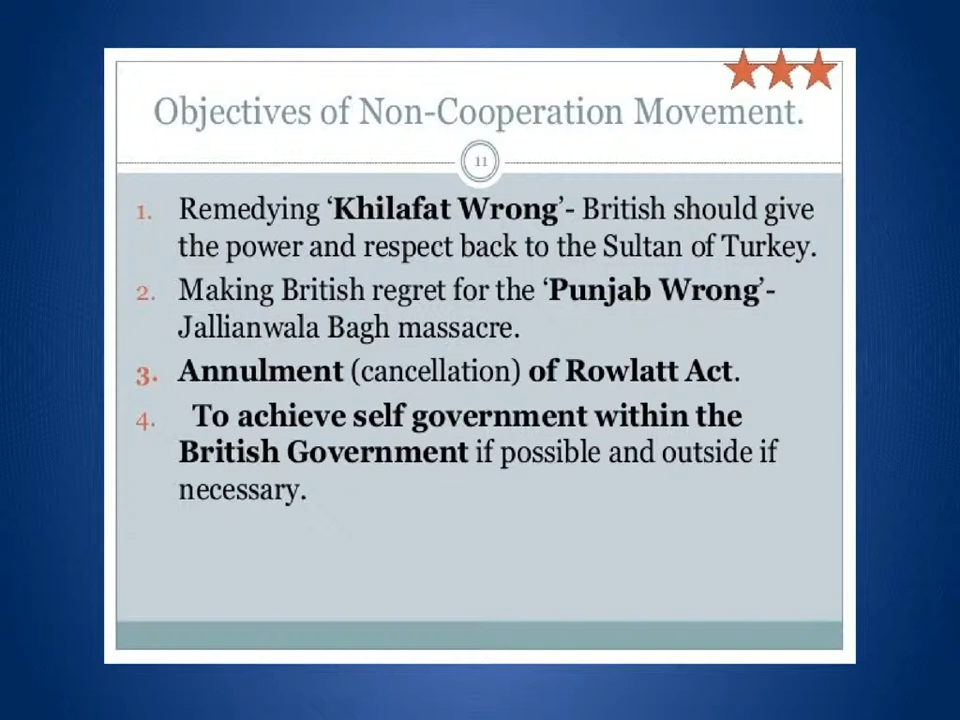 Objectives of Non-Cooperation Movement.
11
1. Remedying ‘Khilafat Wrong’- British should give
the power and respect back to the Sultan of Turkey.
2. Making British regret for the ‘Punjab Wrong’-
Jallianwala Bagh massacre.
3. Annulment (cancellation) of Rowlatt Act.
4. To achieve self government within the
British Government if possible and outside if
necessary.